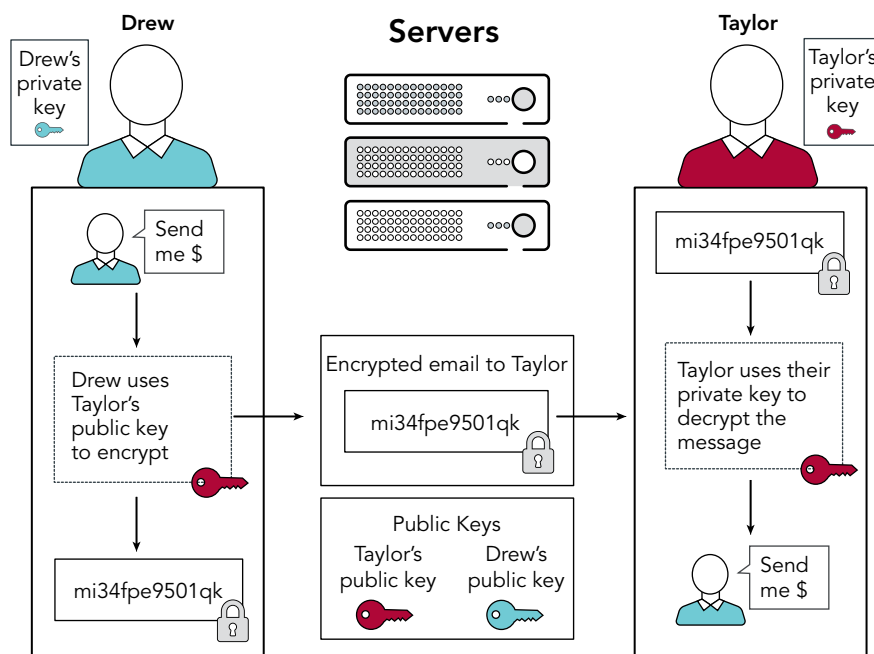 Drew
Drew's
private
key
Send
me $
Drew uses
Taylor's
public key
to encrypt
mi34fpe9501qk
Servers
Encrypted email to Taylor
mi34fpe9501qk
Public Keys
Taylor's
public key
Drew's
public key
Taylor
Taylor's
private
key
mi34fpe9501qk
Taylor uses their
private key to
decrypt the
message
Send
me $